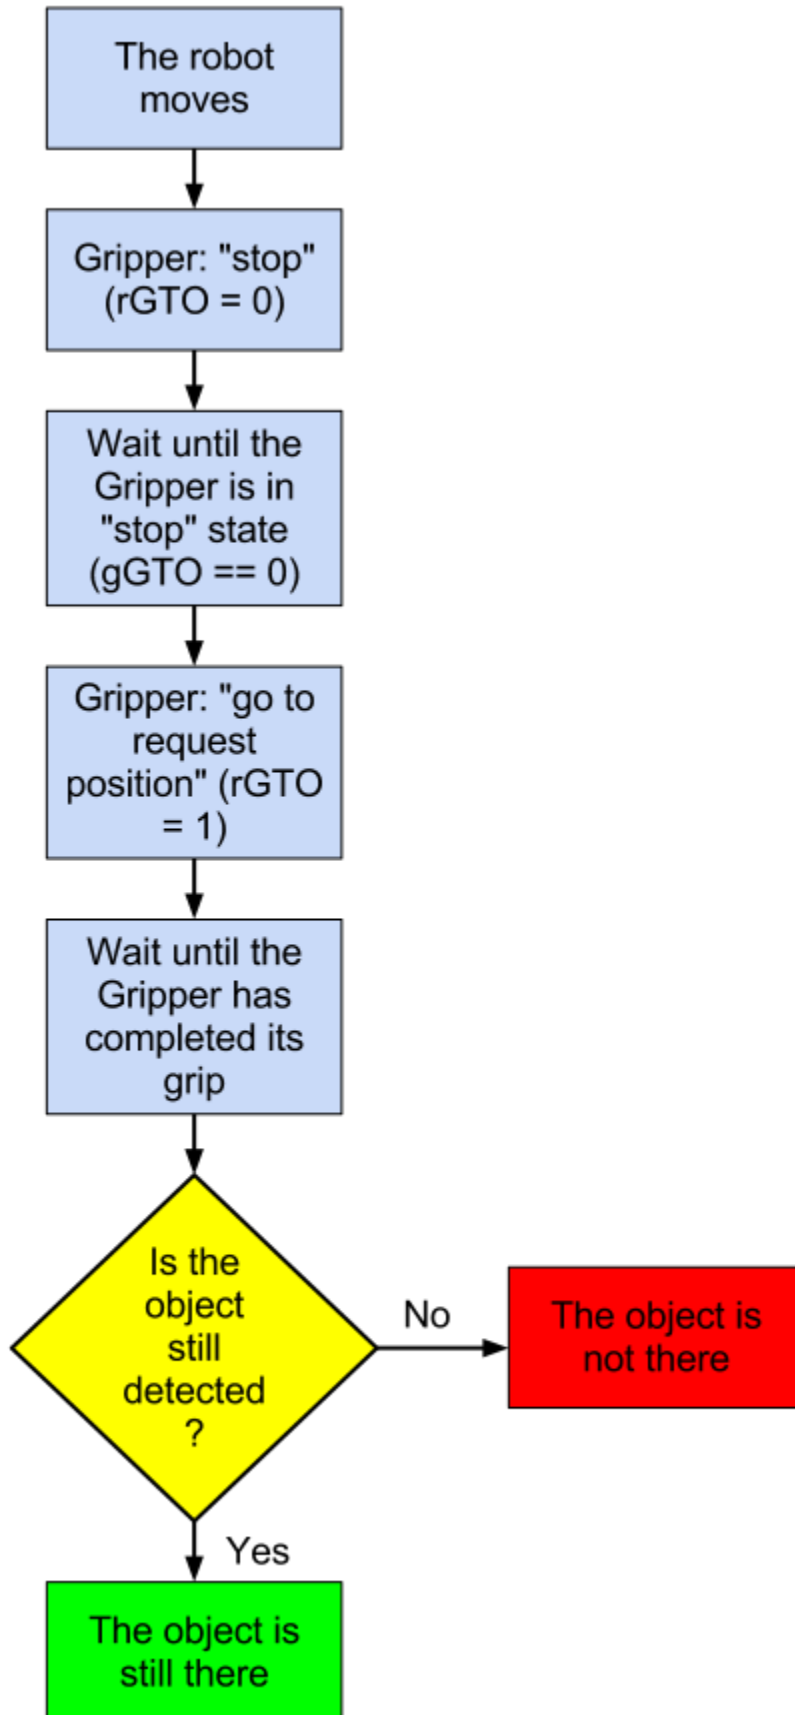 The robot
moves
Gripper: "stop"
(rGTO = 0)
Wait until the
Gripper is in
"stop" state
(gGTO == 0)
Gripper: "go to
request
position" (rGTO
= 1)
Wait until the
Gripper has
completed its
grip
Is the
object
still
detected
?
No
The object is
not there
Yes
The object is
still there